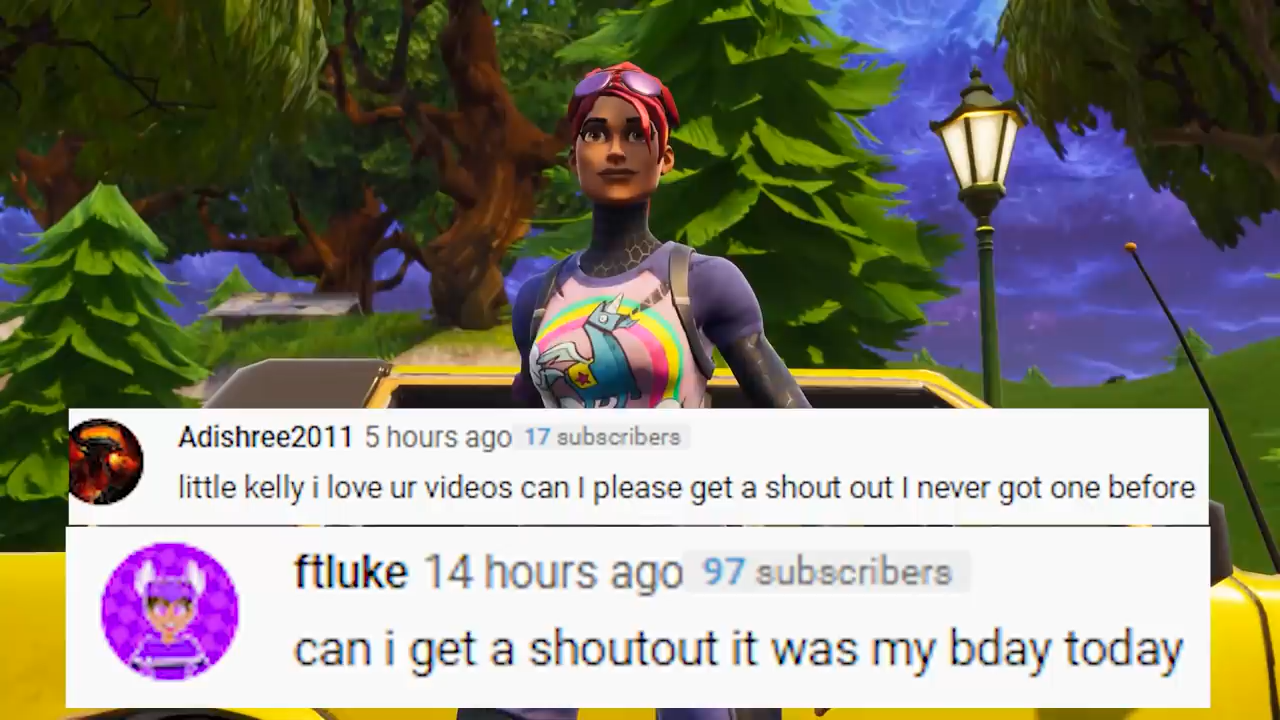 Adishree2011 5 hours ago 17 subscribers
little kelly i love ur videos can I please get a shout out I never got one before
ftluke 14 hours ago 97 subscribers
can i get a shoutout it was my bday today